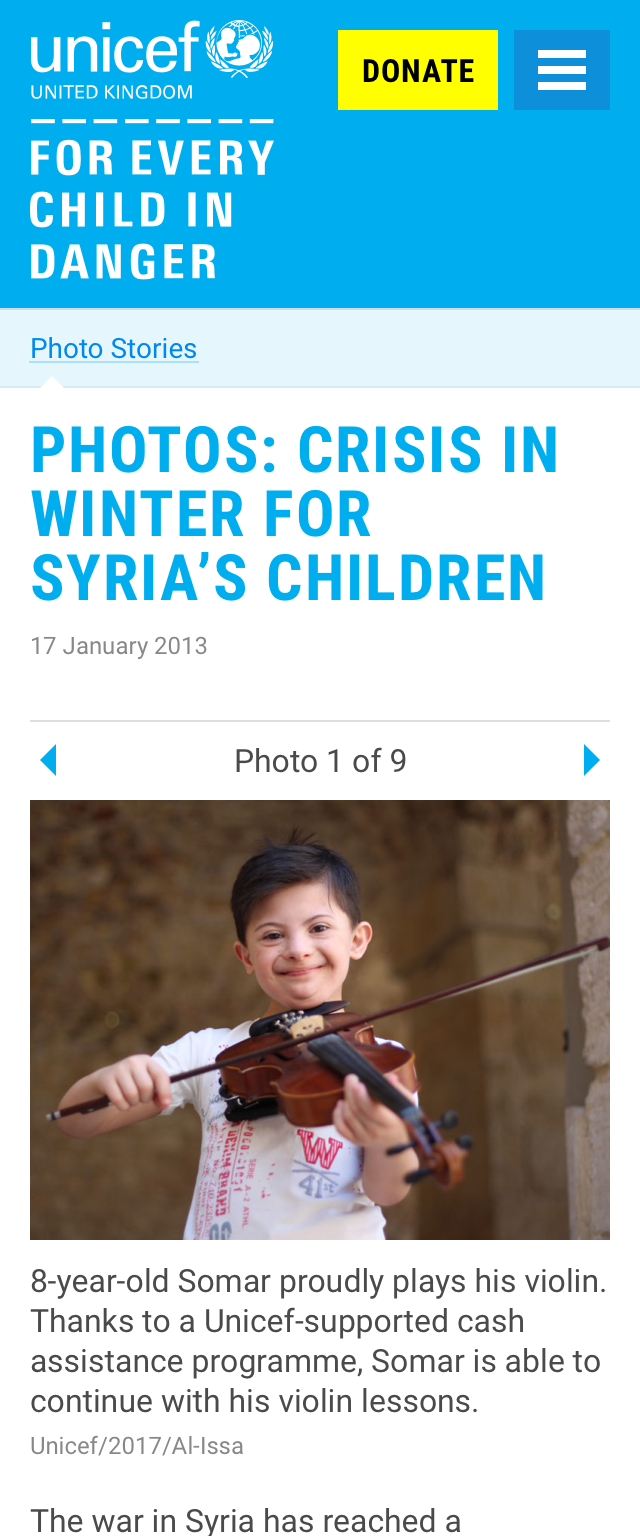 unicef
UNITED KINGDOM
FOR EVERY
CHILD IN
DANGER
DONATE
Photo Stories
PHOTOS: CRISIS IN
WINTER FOR
SYRIA’S CHILDREN
17 January 2013
Photo 1 of 9
W
41st
8-year-old Somar proudly plays his violin.
Thanks to a Unicef-supported cash
assistance programme, Somar is able to
continue with his violin lessons.
Unicef/2017/Al-Issa
The war in Syria has reached a